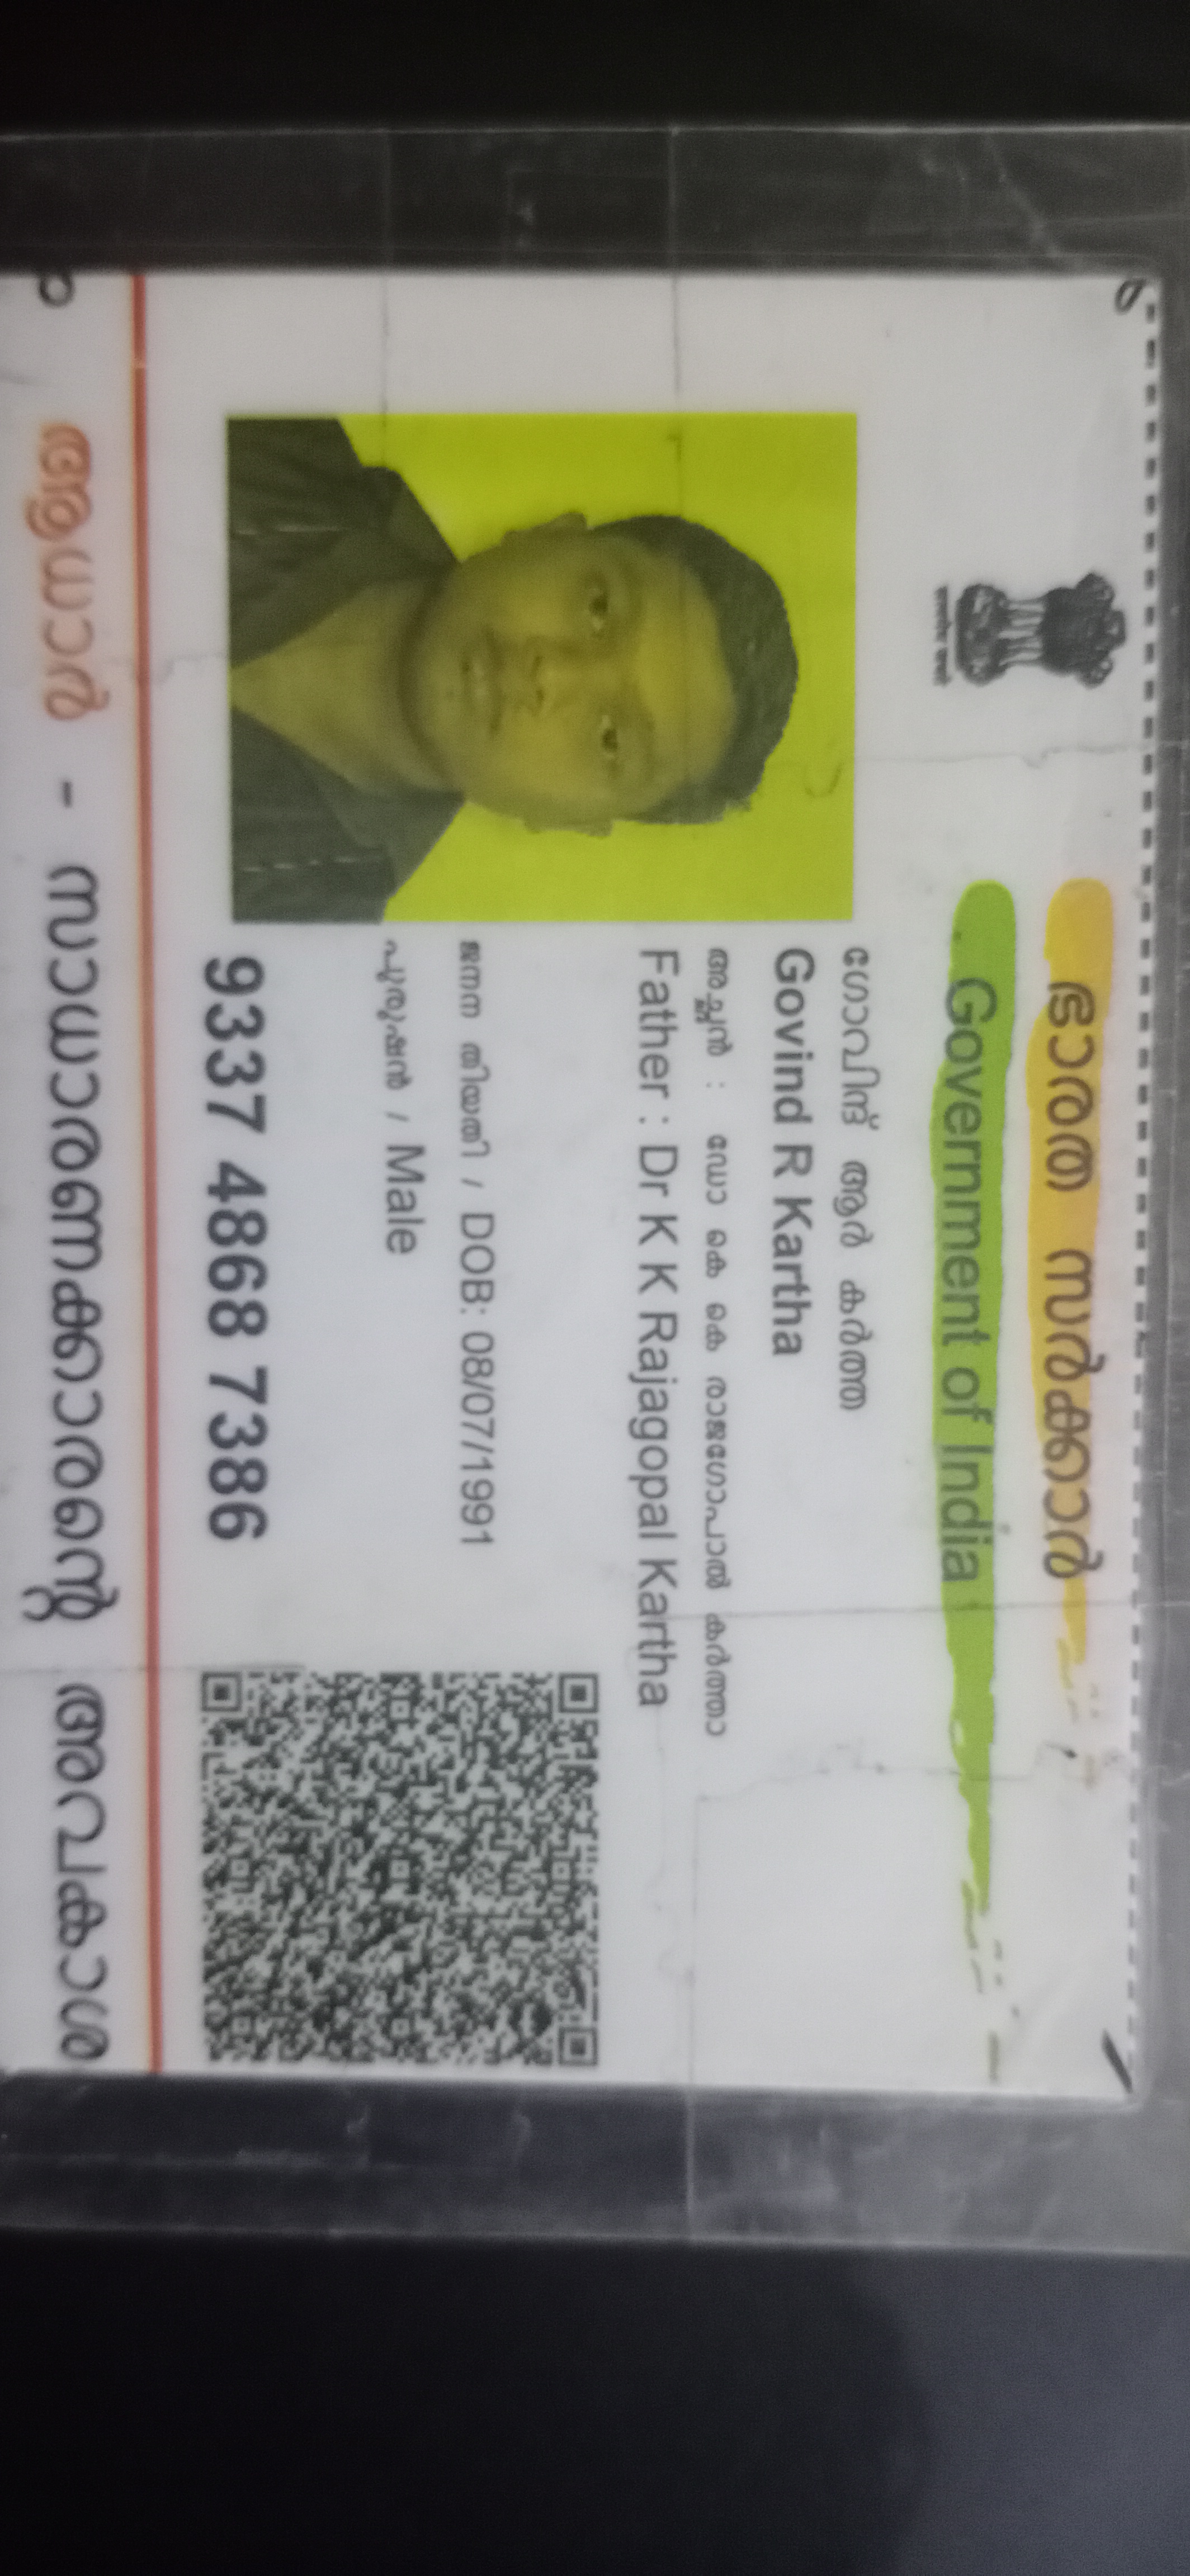 ഭാരത സർക്കാർ
Government of India
ഗോവിന്ദ് ആർ കർത്ത
Govind R Kartha
അച്ഛൻ : ഡോ കെ കെ രാജഗോപാൽ കർത്താ
Father : Dr K K Rajagopal Kartha
ജനന തിയതി / DOB: 08/07/1991
പുരുഷൻ / Male
9337 4868 7386
ആധാർ - സാധാരണക്കാരന്റെ അവകാശ